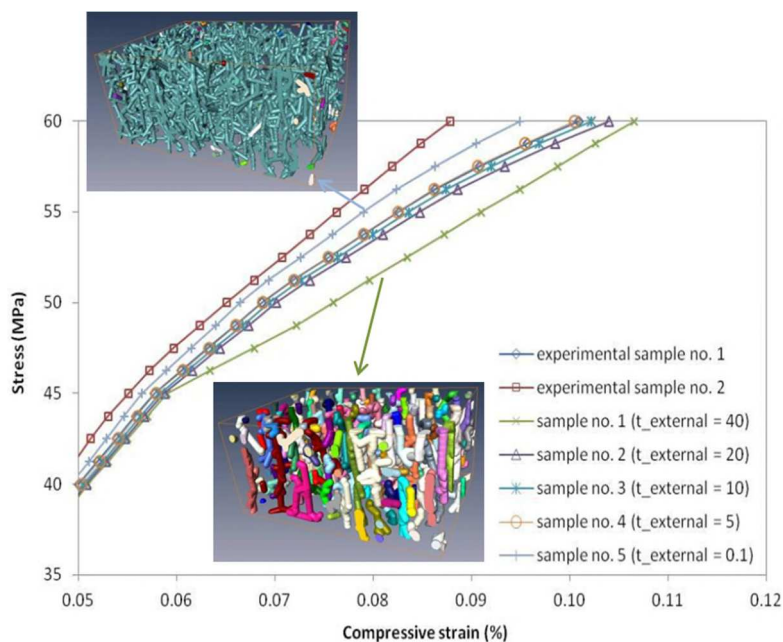 60
55
50
45
40
35
Stress (MPa)
0.05 0.06 0.07 0.08 0.09 0.10 0.11 0.12
Compressive strain (%)
experimental sample no. 1
experimental sample no. 2
sample no. 1 (t_external = 40)
sample no. 2 (t_external = 20)
sample no. 3 (t_external = 10)
sample no. 4 (t_external = 5)
sample no. 5 (t_external = 0.1)